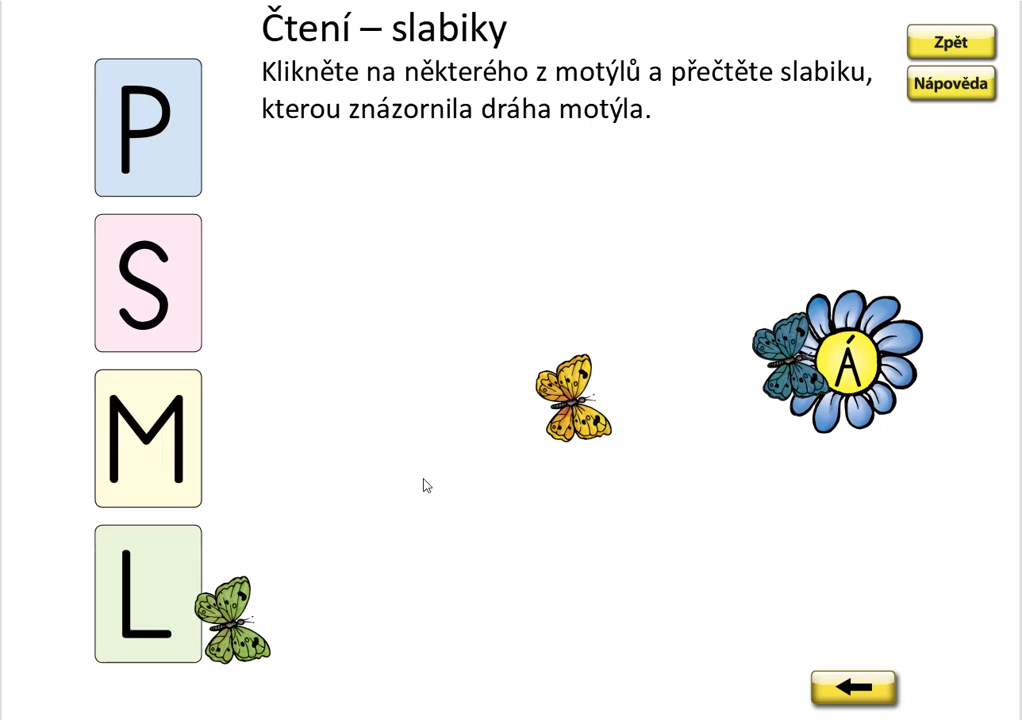 Čtení – slabiky
Klikněte na některého z motýlů a přečtěte slabiku,
kterou znázornila dráha motýla.
Zpět
Nápověda
P
S
M
L
Á